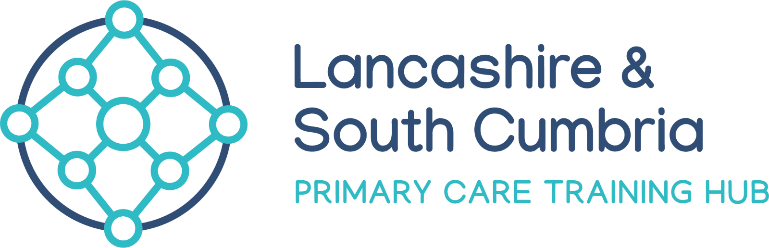 Lancashire &
South Cumbria
PRIMARY CARE TRAINING HUB